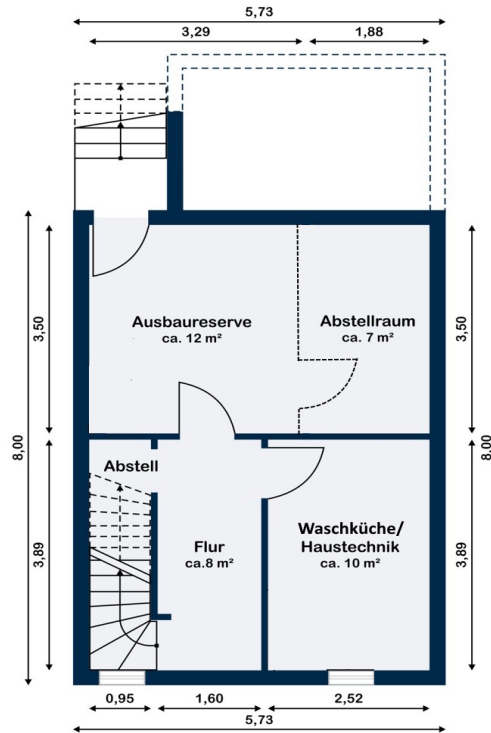 5,73
3,29
1,88
3,50
3,50
8,00
8,00
Ausbaureserve
ca. 12 m²
Abstellraum
ca. 7 m²
Abstell
3,89
3,89
Flur
ca.8 m²
Waschküche/
Haustechnik
ca. 10 m²
0,95
1,60
2,52
5,73